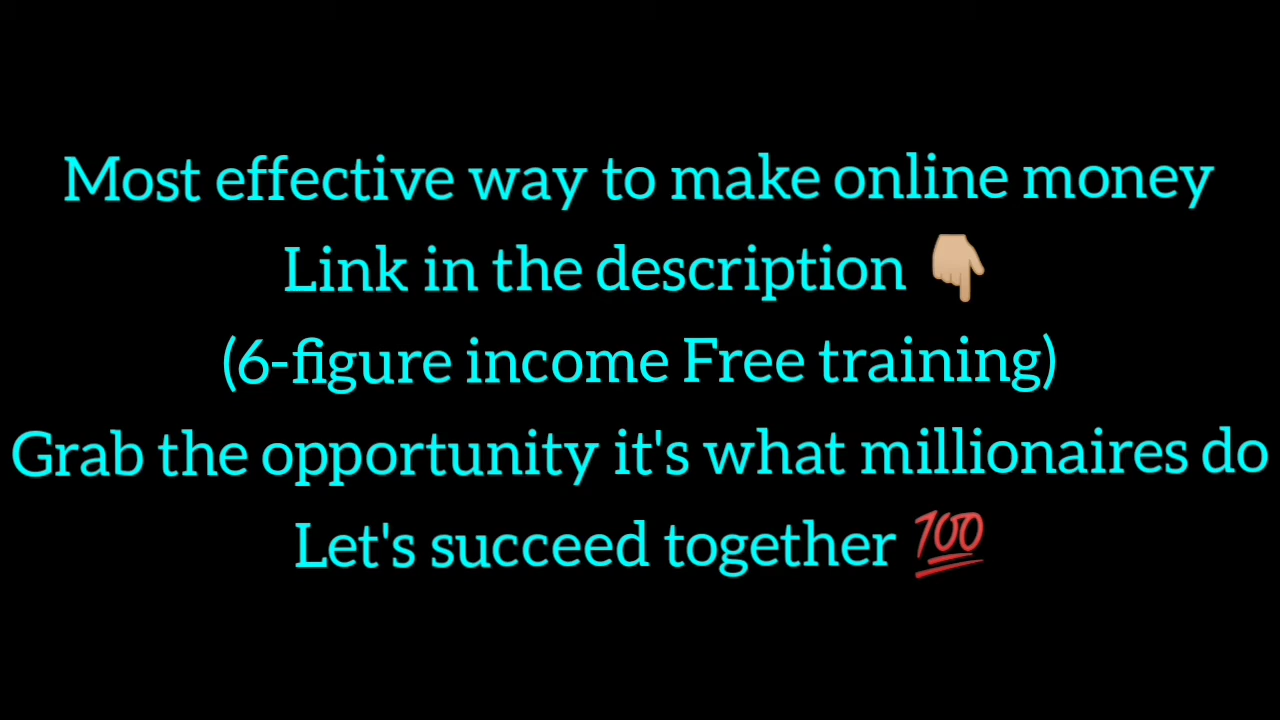 Most effective way to make online money
Link in the description 👇🏼
(6-figure income Free training)
Grab the opportunity it's what millionaires do
Let's succeed together 💯